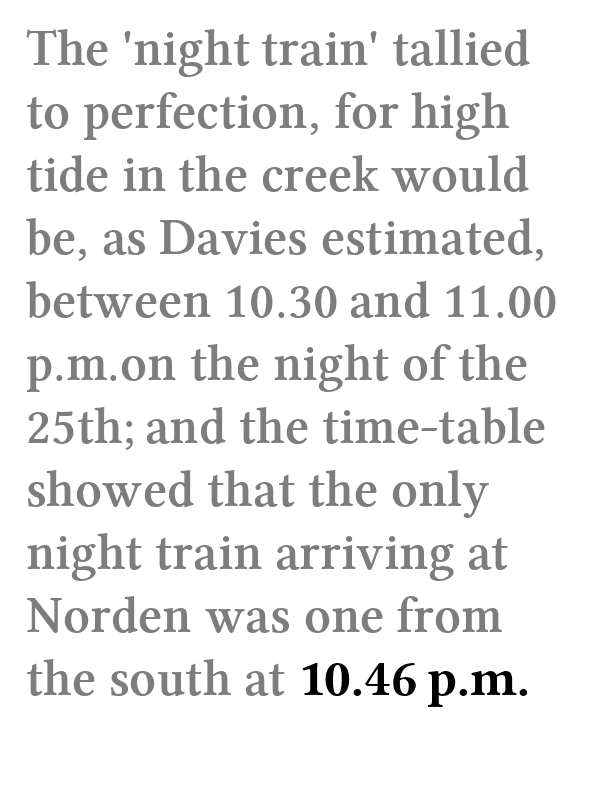 The 'night train' tallied
to perfection, for high
tide in the creek would
be, as Davies estimated,
between 10.30 and 11.00
p.m.on the night of the
25th; and the time-table
showed that the only
night train arriving at
Norden was one from
the south at 10.46 p.m.